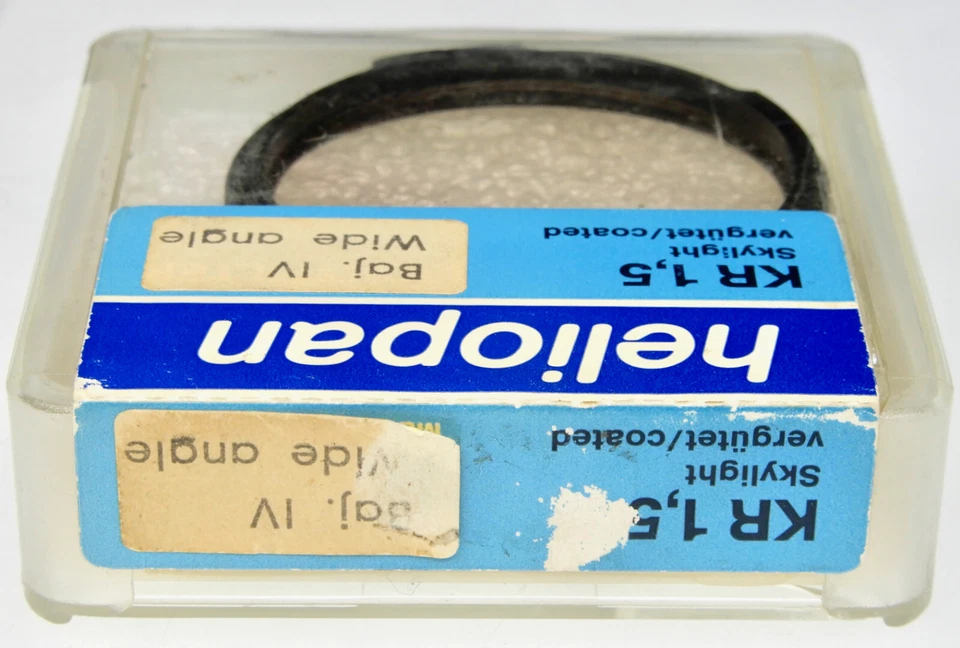 KR 1,5
Skylight
vergütet/coated
Baj. IV
Wide angle
heliopan
KR 1,5
Skylight
vergütet/coated
Baj. IV
Wide angle